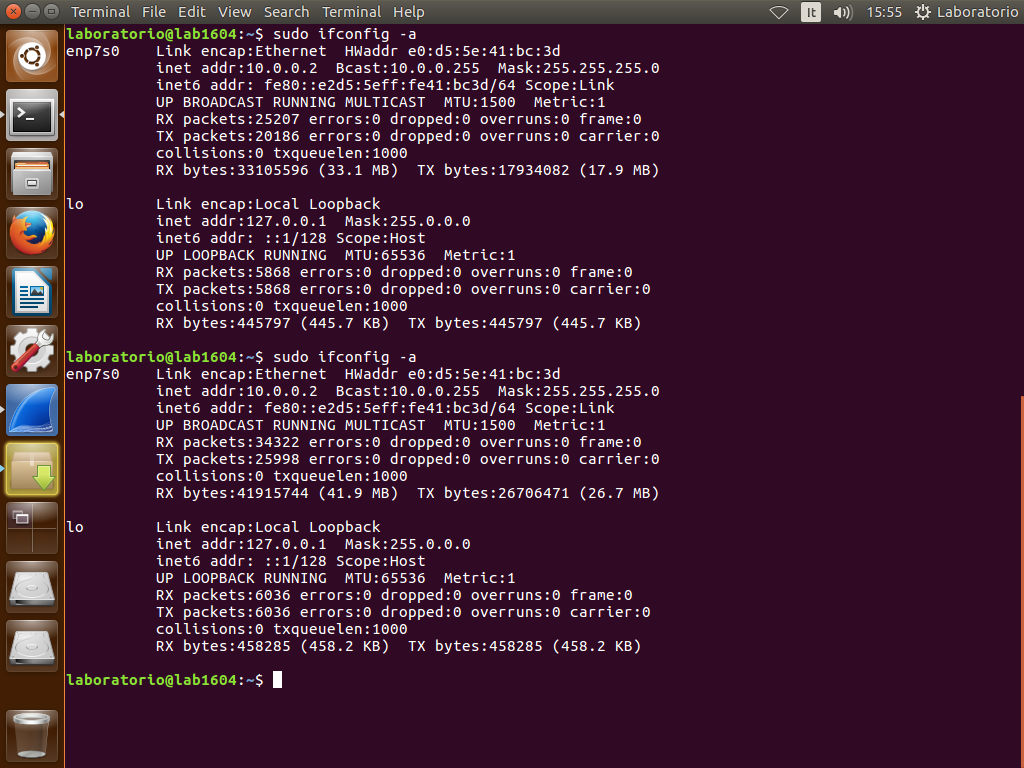 Terminal File Edit View Search Terminal Help It 15:55 Laboratorio
laboratorio@lab1604:~$ sudo ifconfig -a
enp7s0    Link encap:Ethernet  HWaddr e0:d5:5e:41:bc:3d
          inet addr:10.0.0.2  Bcast:10.0.0.255  Mask:255.255.255.0
          inet6 addr: fe80::e2d5:5eff:fe41:bc3d/64 Scope:Link
          UP BROADCAST RUNNING MULTICAST  MTU:1500  Metric:1
          RX packets:25207 errors:0 dropped:0 overruns:0 frame:0
          TX packets:20186 errors:0 dropped:0 overruns:0 carrier:0
          collisions:0 txqueuelen:1000
          RX bytes:33105596 (33.1 MB)  TX bytes:17934082 (17.9 MB)

lo        Link encap:Local Loopback
          inet addr:127.0.0.1  Mask:255.0.0.0
          inet6 addr: ::1/128 Scope:Host
          UP LOOPBACK RUNNING  MTU:65536  Metric:1
          RX packets:5868 errors:0 dropped:0 overruns:0 frame:0
          TX packets:5868 errors:0 dropped:0 overruns:0 carrier:0
          collisions:0 txqueuelen:1000
          RX bytes:445797 (445.7 KB)  TX bytes:445797 (445.7 KB)

laboratorio@lab1604:~$ sudo ifconfig -a
enp7s0    Link encap:Ethernet  HWaddr e0:d5:5e:41:bc:3d
          inet addr:10.0.0.2  Bcast:10.0.0.255  Mask:255.255.255.0
          inet6 addr: fe80::e2d5:5eff:fe41:bc3d/64 Scope:Link
          UP BROADCAST RUNNING MULTICAST  MTU:1500  Metric:1
          RX packets:34322 errors:0 dropped:0 overruns:0 frame:0
          TX packets:25998 errors:0 dropped:0 overruns:0 carrier:0
          collisions:0 txqueuelen:1000
          RX bytes:41915744 (41.9 MB)  TX bytes:26706471 (26.7 MB)

lo        Link encap:Local Loopback
          inet addr:127.0.0.1  Mask:255.0.0.0
          inet6 addr: ::1/128 Scope:Host
          UP LOOPBACK RUNNING  MTU:65536  Metric:1
          RX packets:6036 errors:0 dropped:0 overruns:0 frame:0
          TX packets:6036 errors:0 dropped:0 overruns:0 carrier:0
          collisions:0 txqueuelen:1000
          RX bytes:458285 (458.2 KB)  TX bytes:458285 (458.2 KB)

laboratorio@lab1604:~$